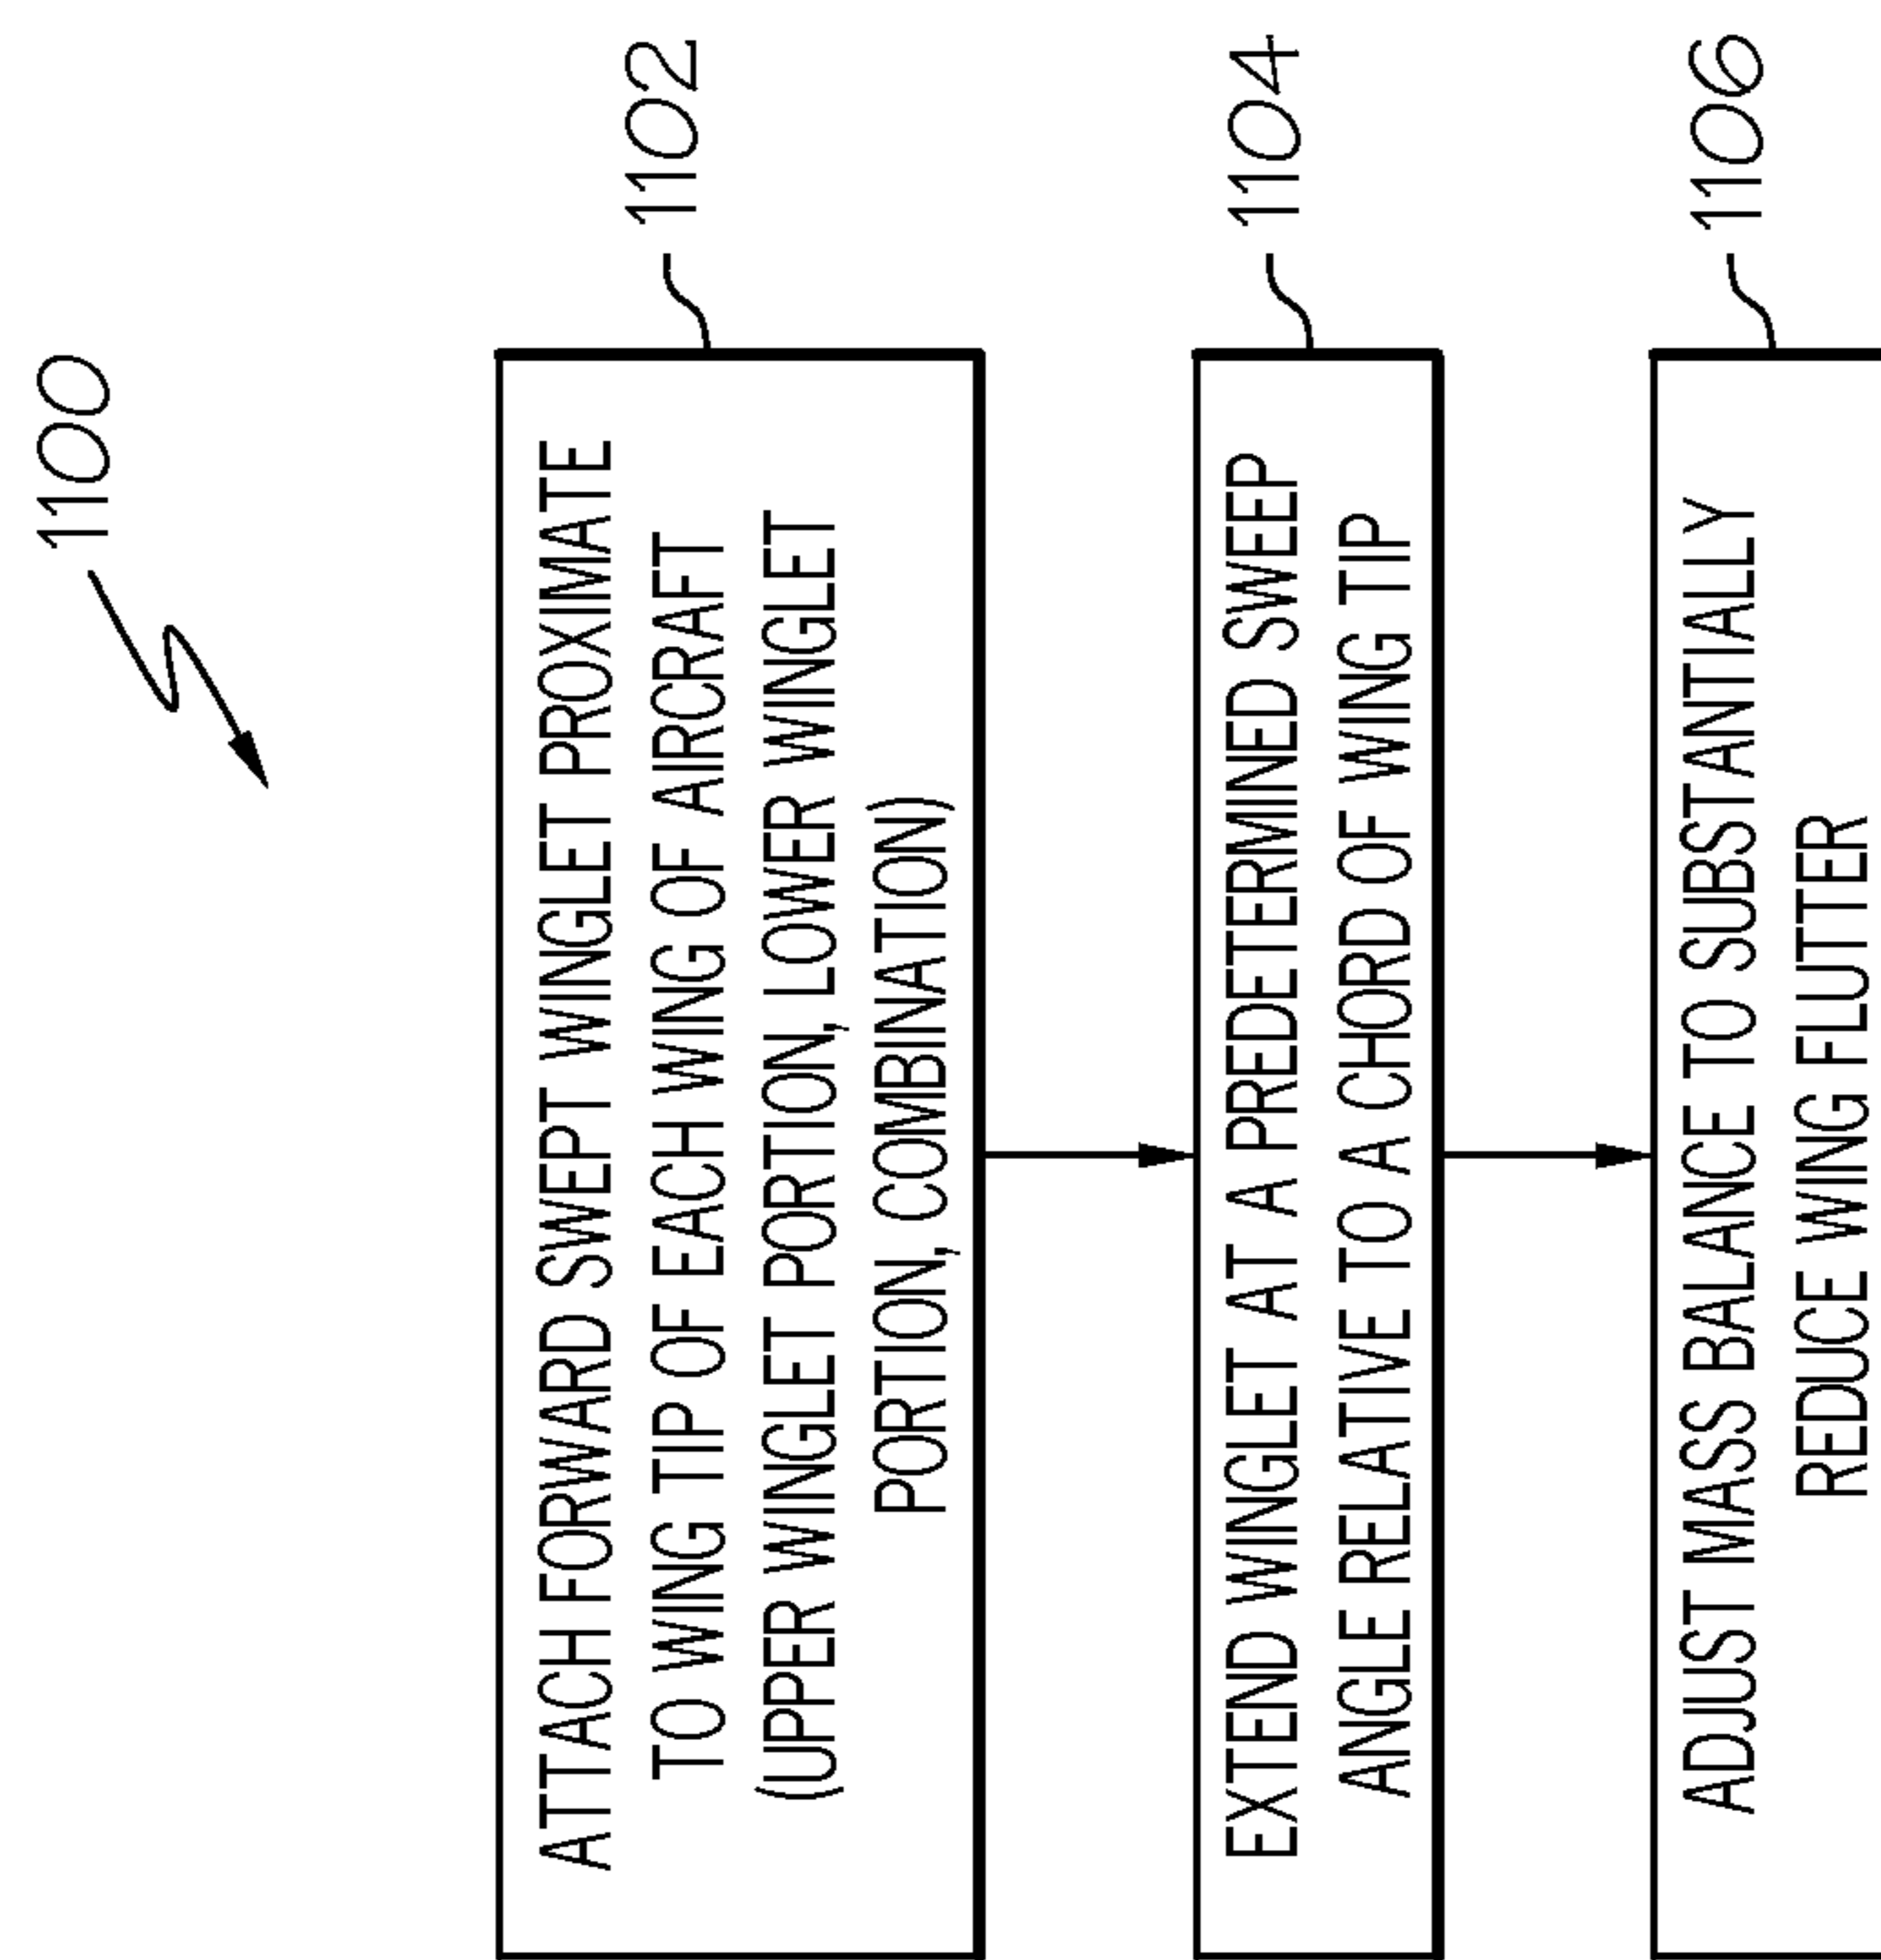 1100
1102
ATTACH FORWARD SWEPT WINGLET PROXIMATE
TO WING TIP OF EACH WING OF AIRCRAFT
(UPPER WINGLET PORTION, LOWER WINGLET
PORTION, COMBINATION)
1104
EXTEND WINGLET AT A PREDETERMINED SWEEP
ANGLE RELATIVE TO A CHORD OF WING TIP
1106
ADJUST MASS BALANCE TO SUBSTANTIALLY
REDUCE WING FLUTTER